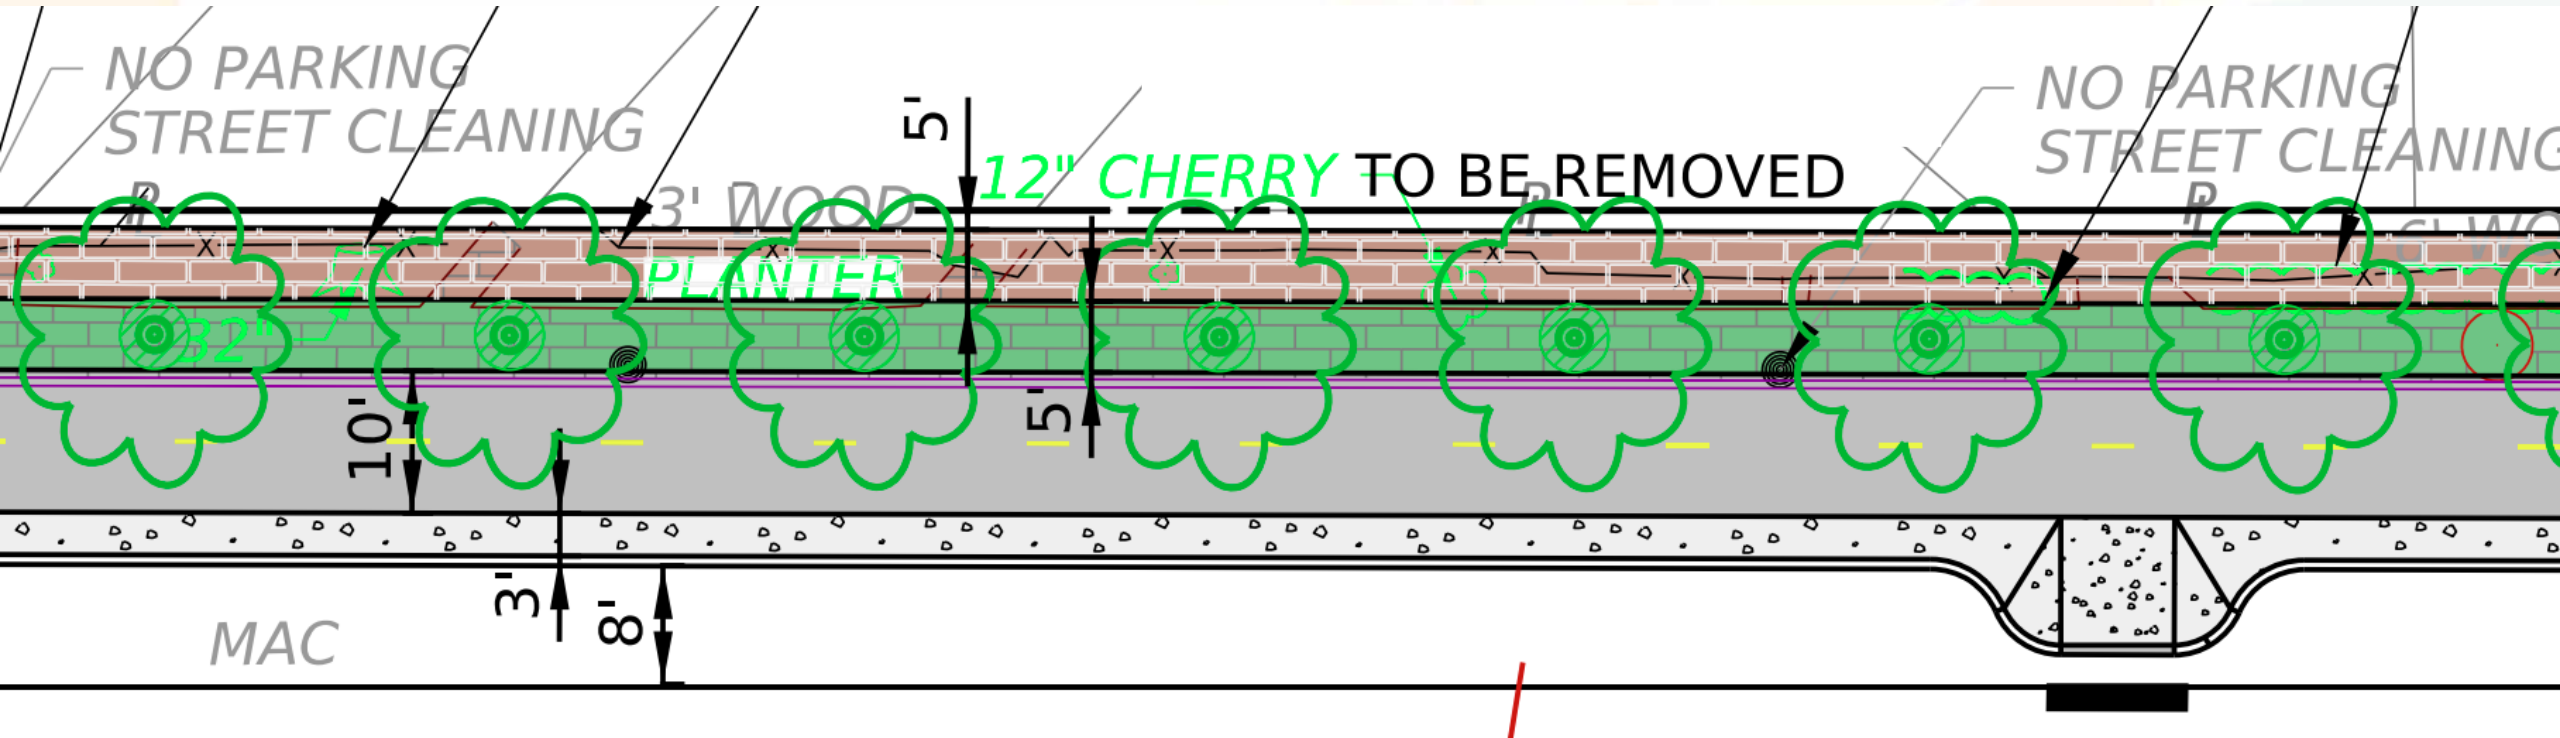 NO PARKING
STREET CLEANING
NO PARKING
STREET CLEANING
5'
12" CHERRY TO BE REMOVED
3' WOOD
PLANTER
32"
10'
5'
3'
8'
MAC